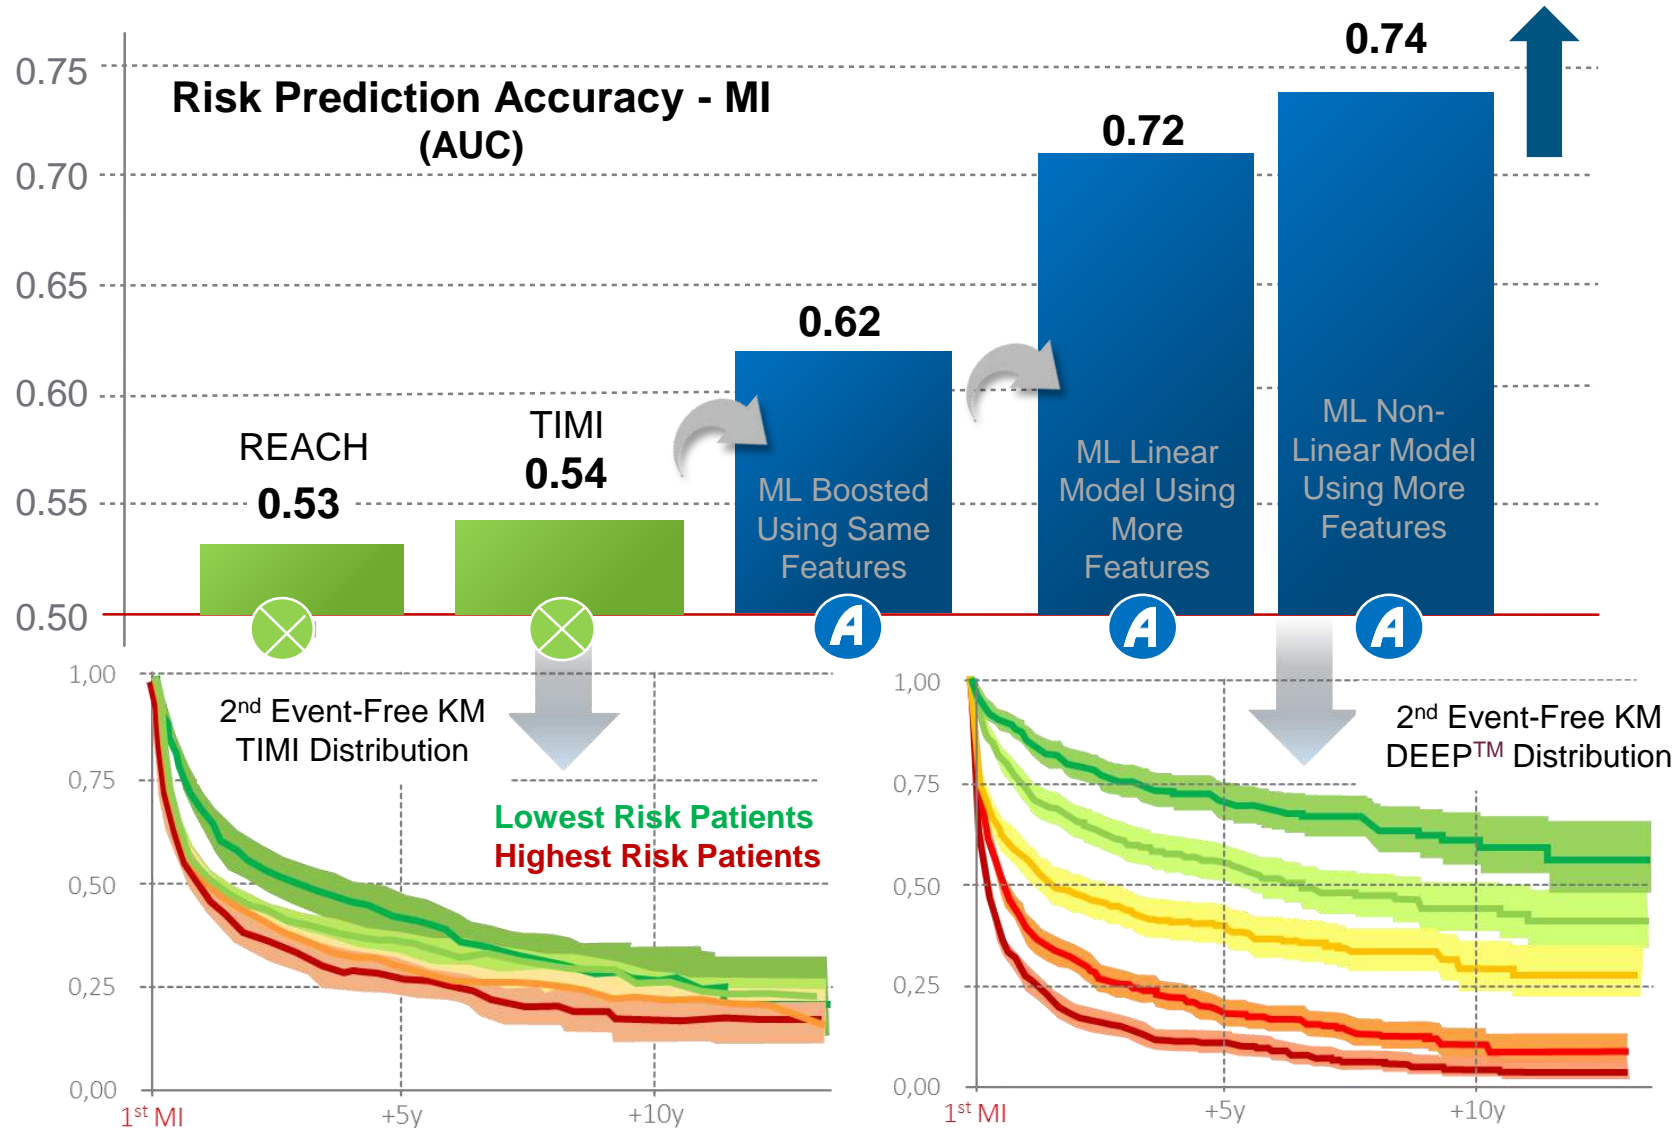 Risk Prediction Accuracy - MI
(AUC)
0.75
0.70
0.65
0.60
0.55
0.50
REACH
0.53
TIMI
0.54
0.62
ML Boosted
Using Same
Features
A
0.72
ML Linear
Model Using
More
Features
A
0.74
ML Non-
Linear Model
Using More
Features
A
2nd Event-Free KM
TIMI Distribution
Lowest Risk Patients
Highest Risk Patients
1,00
0,75
0,50
0,25
0,00
1st MI
+5y
+10y
2nd Event-Free KM
DEEP™ Distribution
1,00
0,75
0,50
0,25
0,00
1st MI
+5y
+10y